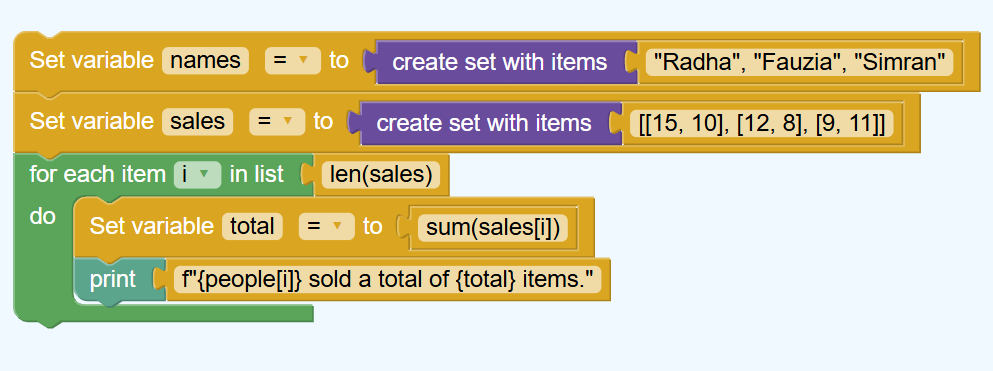 Set variable names = to create set with items "Radha", "Fauzia", "Simran"
Set variable sales = to create set with items [[15, 10], [12, 8], [9, 11]]
for each item i in list len(sales)
do Set variable total = to sum(sales[i])
print f"{people[i]} sold a total of {total} items."